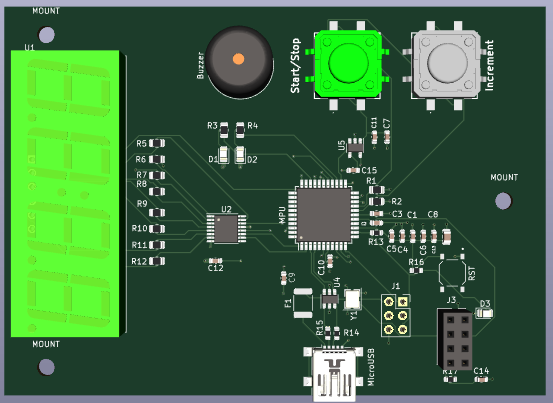 MOUNT
U1
Buzzer
Start/Stop
Increment
R3
R4
D1
D2
C11
C7
U5
C15
R5
R6
R7
R8
R9
R10
R11
R12
U2
C12
MPU
R1
R2
C3
C1
C8
R13
C5
C4
C6
MOUNT
C10
C9
U4
F1
Y1
R16
RST
J1
J3
D3
R15
R14
MicroUSB
R17
C14
MOUNT